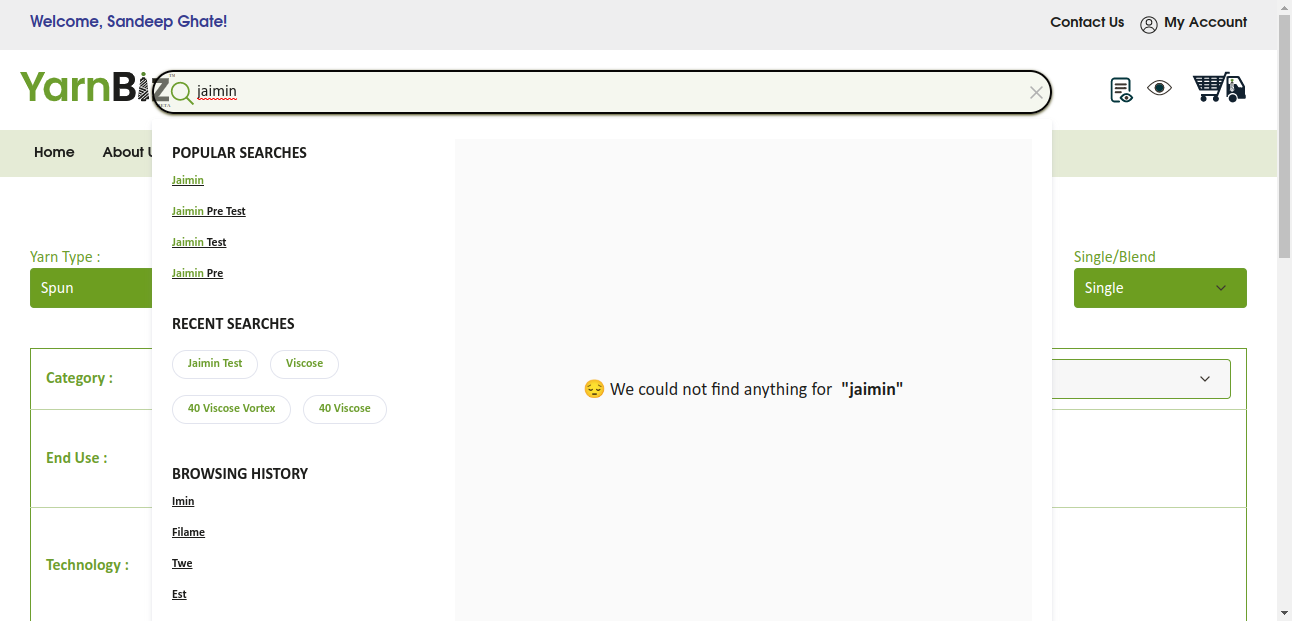 Welcome, Sandeep Ghate!
Contact Us
My Account
YarnBiz
TM
jaimin
Home
About U
POPULAR SEARCHES
Jaimin
Jaimin Pre Test
Jaimin Test
Jaimin Pre
Yarn Type :
Spun
Single/Blend
Single
RECENT SEARCHES
Jaimin Test
Viscose
40 Viscose Vortex
40 Viscose
Category :
😔 We could not find anything for "jaimin"
End Use :
BROWSING HISTORY
Imin
Filame
Twe
Est
Technology :